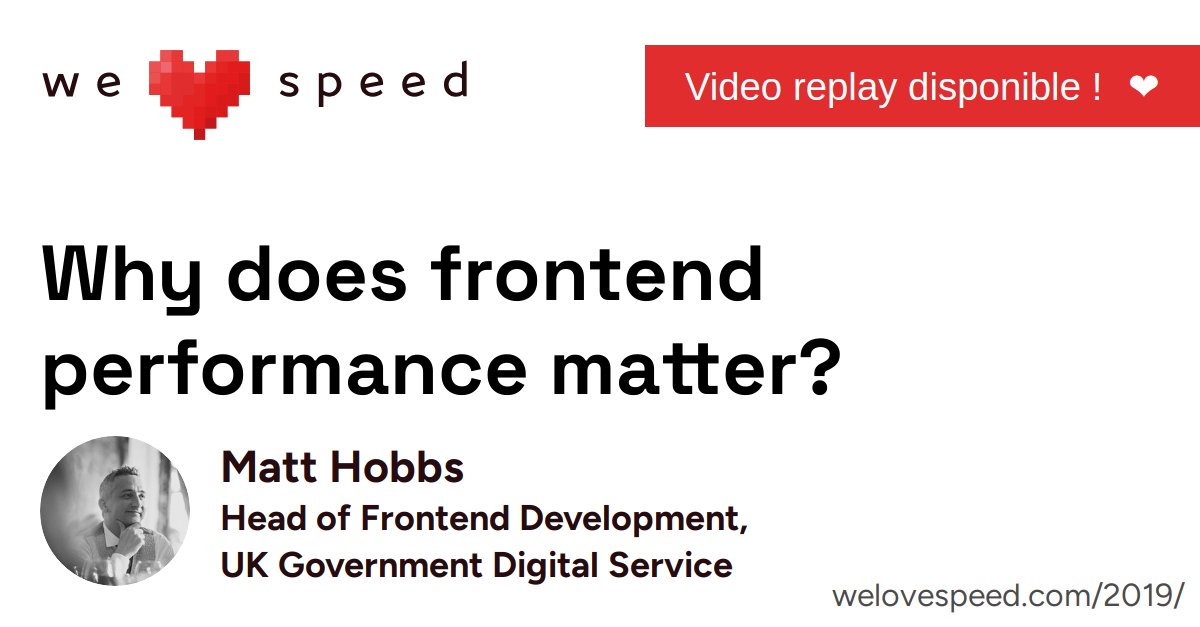 we ❤ speed
Video replay disponible ! ❤
Why does frontend
performance matter?
Matt Hobbs
Head of Frontend Development,
UK Government Digital Service
welovespeed.com/2019/